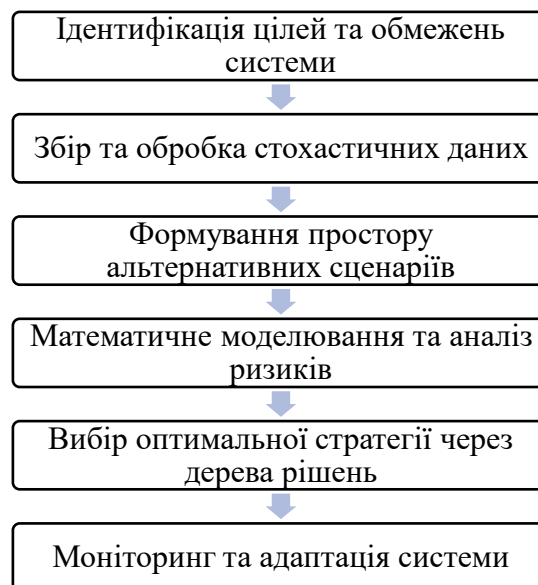 Ідентифікація цілей та обмежень
системи
Збір та обробка стохастичних даних
Формування простору
альтернативних сценаріїв
Математичне моделювання та аналіз
ризиків
Вибір оптимальної стратегії через
дерева рішень
Моніторинг та адаптація системи